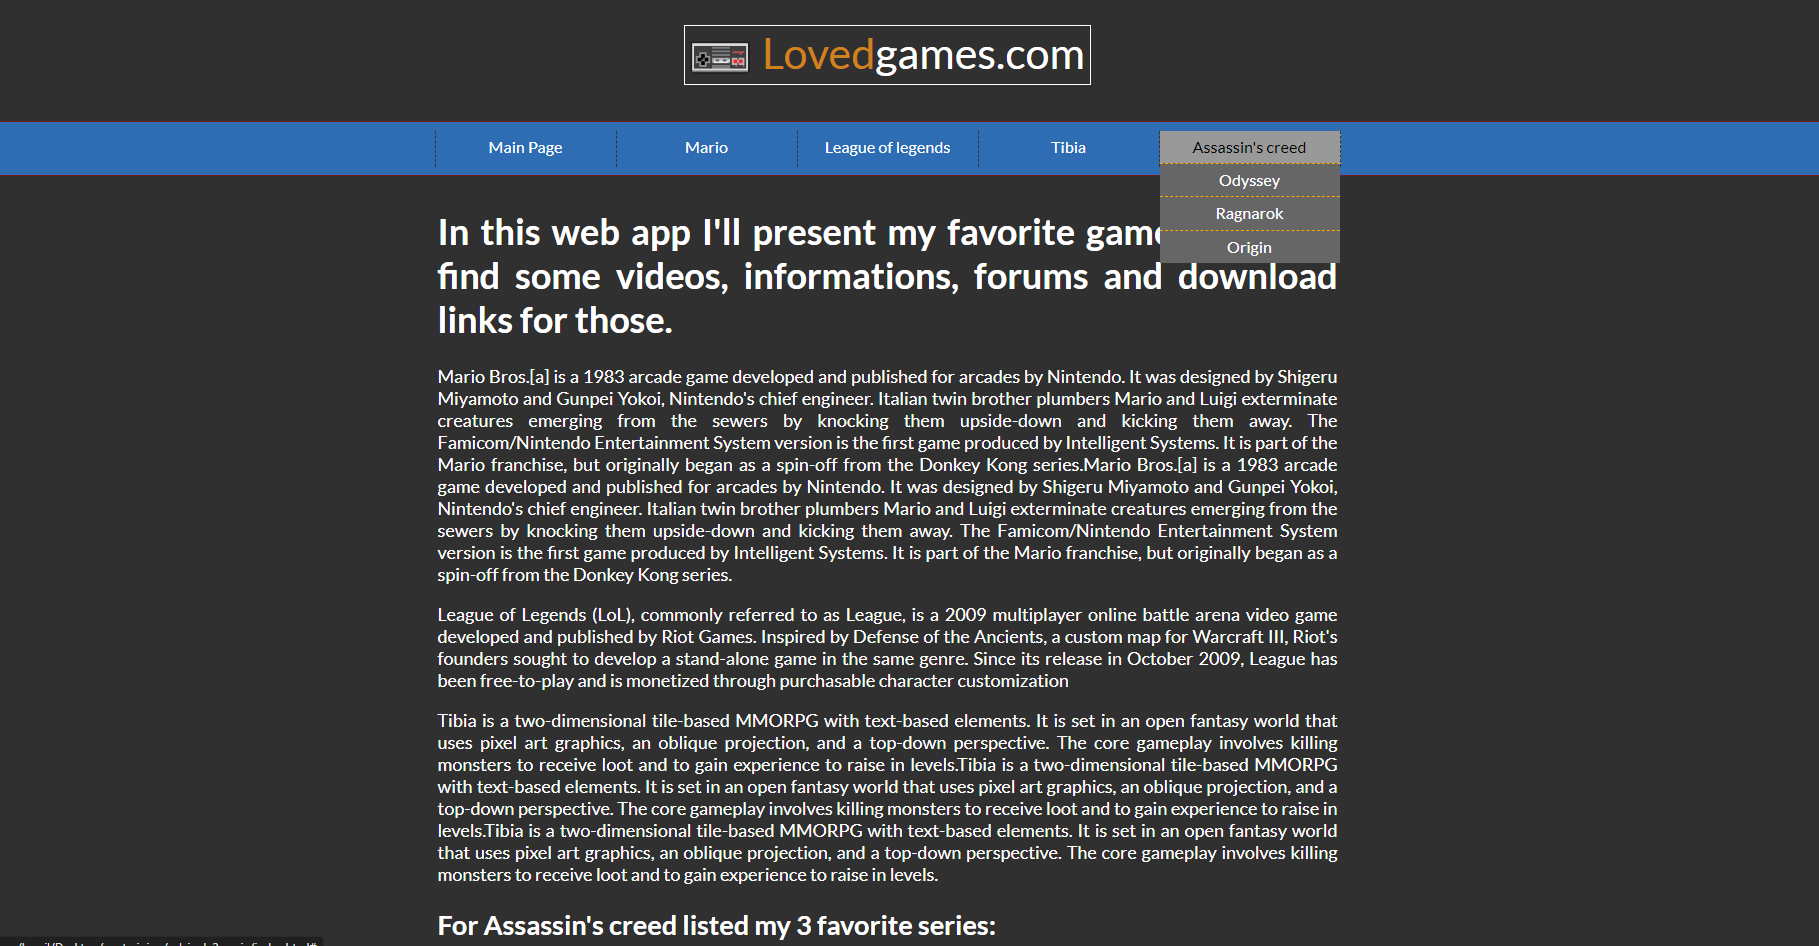 Lovedgames.com
Main Page
Mario
League of legends
Tibia
Assassin's creed
Odyssey
Ragnarok
Origin
In this web app I'll present my favorite
find some videos, informations, forums and download
links for those.
Mario Bros.[a] is a 1983 arcade game developed and published for arcades by Nintendo. It was designed by Shigeru
Miyamoto and Gunpei Yokoi, Nintendo's chief engineer. Italian twin brother plumbers Mario and Luigi exterminate
creatures emerging from the sewers by knocking them upside-down and kicking them away. The
Famicom/Nintendo Entertainment System version is the first game produced by Intelligent Systems. It is part of the
Mario franchise, but originally began as a spin-off from the Donkey Kong series.Mario Bros.[a] is a 1983 arcade
game developed and published for arcades by Nintendo. It was designed by Shigeru Miyamoto and Gunpei Yokoi,
Nintendo's chief engineer. Italian twin brother plumbers Mario and Luigi exterminate creatures emerging from the
sewers by knocking them upside-down and kicking them away. The Famicom/Nintendo Entertainment System
version is the first game produced by Intelligent Systems. It is part of the Mario franchise, but originally began as a
spin-off from the Donkey Kong series.
League of Legends (LoL), commonly referred to as League, is a 2009 multiplayer online battle arena video game
developed and published by Riot Games. Inspired by Defense of the Ancients, a custom map for Warcraft III, Riot's
founders sought to develop a stand-alone game in the same genre. Since its release in October 2009, League has
been free-to-play and is monetized through purchasable character customization
Tibia is a two-dimensional tile-based MMORPG with text-based elements. It is set in an open fantasy world that
uses pixel art graphics, an oblique projection, and a top-down perspective. The core gameplay involves killing
monsters to receive loot and to gain experience to raise in levels.Tibia is a two-dimensional tile-based MMORPG
with text-based elements. It is set in an open fantasy world that uses pixel art graphics, an oblique projection, and a
top-down perspective. The core gameplay involves killing monsters to receive loot and to gain experience to raise in
levels.Tibia is a two-dimensional tile-based MMORPG with text-based elements. It is set in an open fantasy world
that uses pixel art graphics, an oblique projection, and a top-down perspective. The core gameplay involves killing
monsters to receive loot and to gain experience to raise in levels.
For Assassin's creed listed my 3 favorite series: